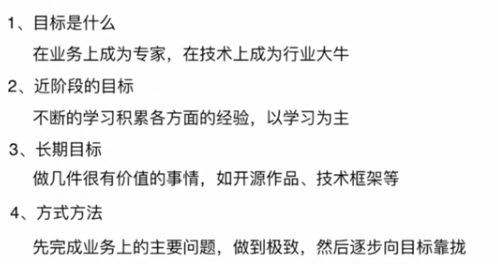 1、目标是什么
在业务上成为专家，在技术上成为行业大牛
2、近阶段的目标
不断的学习积累各方面的经验，以学习为主
3、长期目标
做几件很有价值的事情，如开源作品、技术框架等
4、方式方法
先完成业务上的主要问题，做到极致，然后逐步向目标靠拢